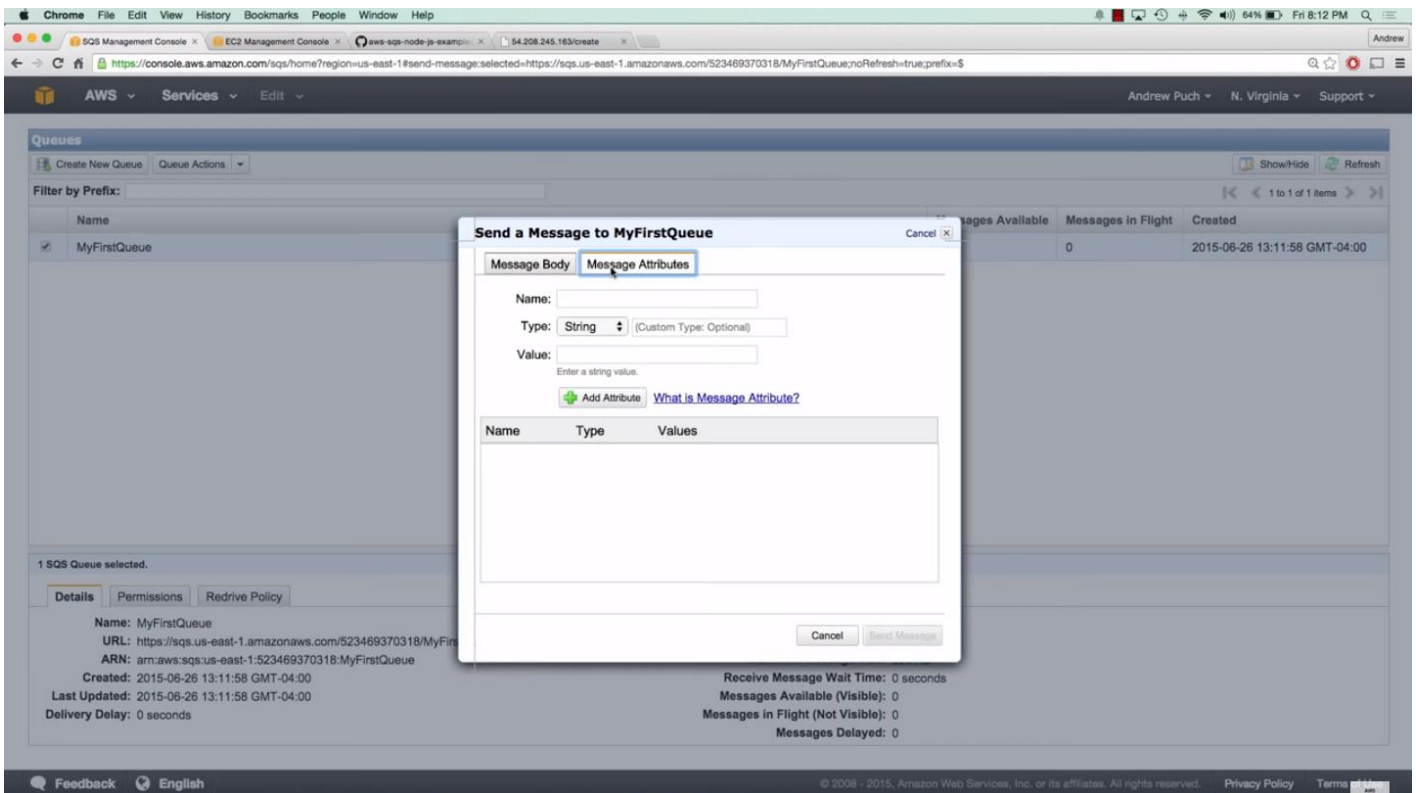 Chrome File Edit View History Bookmarks People Window Help 64% Fri 8:12 PM
SQS Management Console EC2 Management Console aws-sqs-node-js-example 54.208.245.163/create Andrew
https://console.aws.amazon.com/sqs/home?region=us-east-1#send-message:selected=https://sqs.us-east-1.amazonaws.com/523469370318/MyFirstQueue;noRefresh=true;prefix=$
AWS Services Edit Andrew Puch N. Virginia Support
Queues
Create New Queue Queue Actions Show/Hide Refresh
Filter by Prefix: 1 to 1 of 1 items
Name sages Available Messages in Flight Created
MyFirstQueue 0 2015-06-26 13:11:58 GMT-04:00
Send a Message to MyFirstQueue Cancel
Message Body Message Attributes
Name:
Type: String (Custom Type: Optional)
Value:
Enter a string value.
Add Attribute What is Message Attribute?
Name Type Values
Cancel Send Message
1 SQS Queue selected.
Details Permissions Redrive Policy
Name: MyFirstQueue
URL: https://sqs.us-east-1.amazonaws.com/523469370318/MyFirs
ARN: arn:aws:sqs:us-east-1:523469370318:MyFirstQueue
Created: 2015-06-26 13:11:58 GMT-04:00 Receive Message Wait Time: 0 seconds
Last Updated: 2015-06-26 13:11:58 GMT-04:00 Messages Available (Visible): 0
Delivery Delay: 0 seconds Messages in Flight (Not Visible): 0
Messages Delayed: 0
Feedback English © 2008 - 2015, Amazon Web Services, Inc. or its affiliates. All rights reserved. Privacy Policy Terms